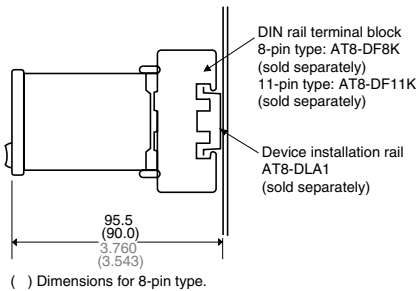 DIN rail terminal block
8-pin type: AT8-DF8K
(sold separately)
11-pin type: AT8-DF11K
(sold separately)
Device installation rail
AT8-DLA1
(sold separately)
95.5
(90.0)
3.760
(3.543)
( ) Dimensions for 8-pin type.